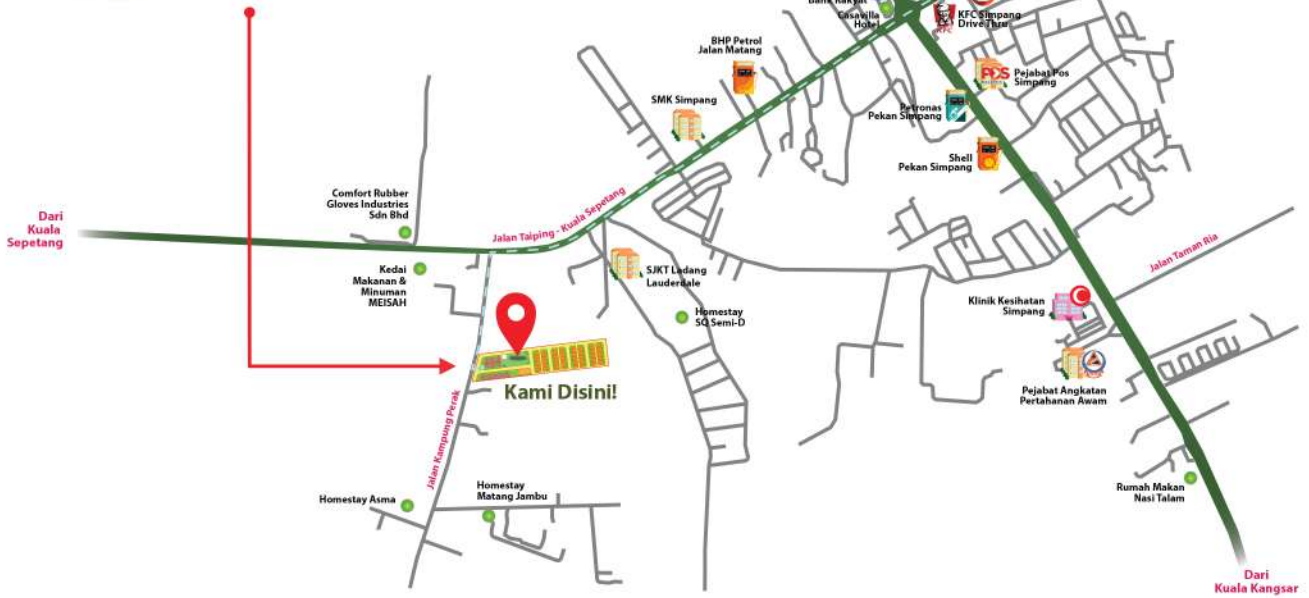 Bank Rakyat
Casavilla
Hotel
KFC Simpang
Drive Thru
BHP Petrol
Jalan Matang
POS
Pejabat Pos
Simpang
SMK Simpang
Petronas
Pekan Simpang
Shell
Pekan Simpang
Comfort Rubber
Gloves Industries
Sdn Bhd
Dari
Kuala
Sepetang
Jalan Taiping - Kuala Sepetang
Kedai
Makanan &
Minuman
MEISAH
SJKT Ladang
Lauderdale
Homestay
SQ Semi-D
Jalan Taman Ria
Klinik Kesihatan
Simpang
Pejabat Angkatan
Pertahanan Awam
Kami Disini!
Jalan Kampung Perak
Homestay Asma
Homestay
Matang Jambu
Rumah Makan
Nasi Talam
Dari
Kuala Kangsar